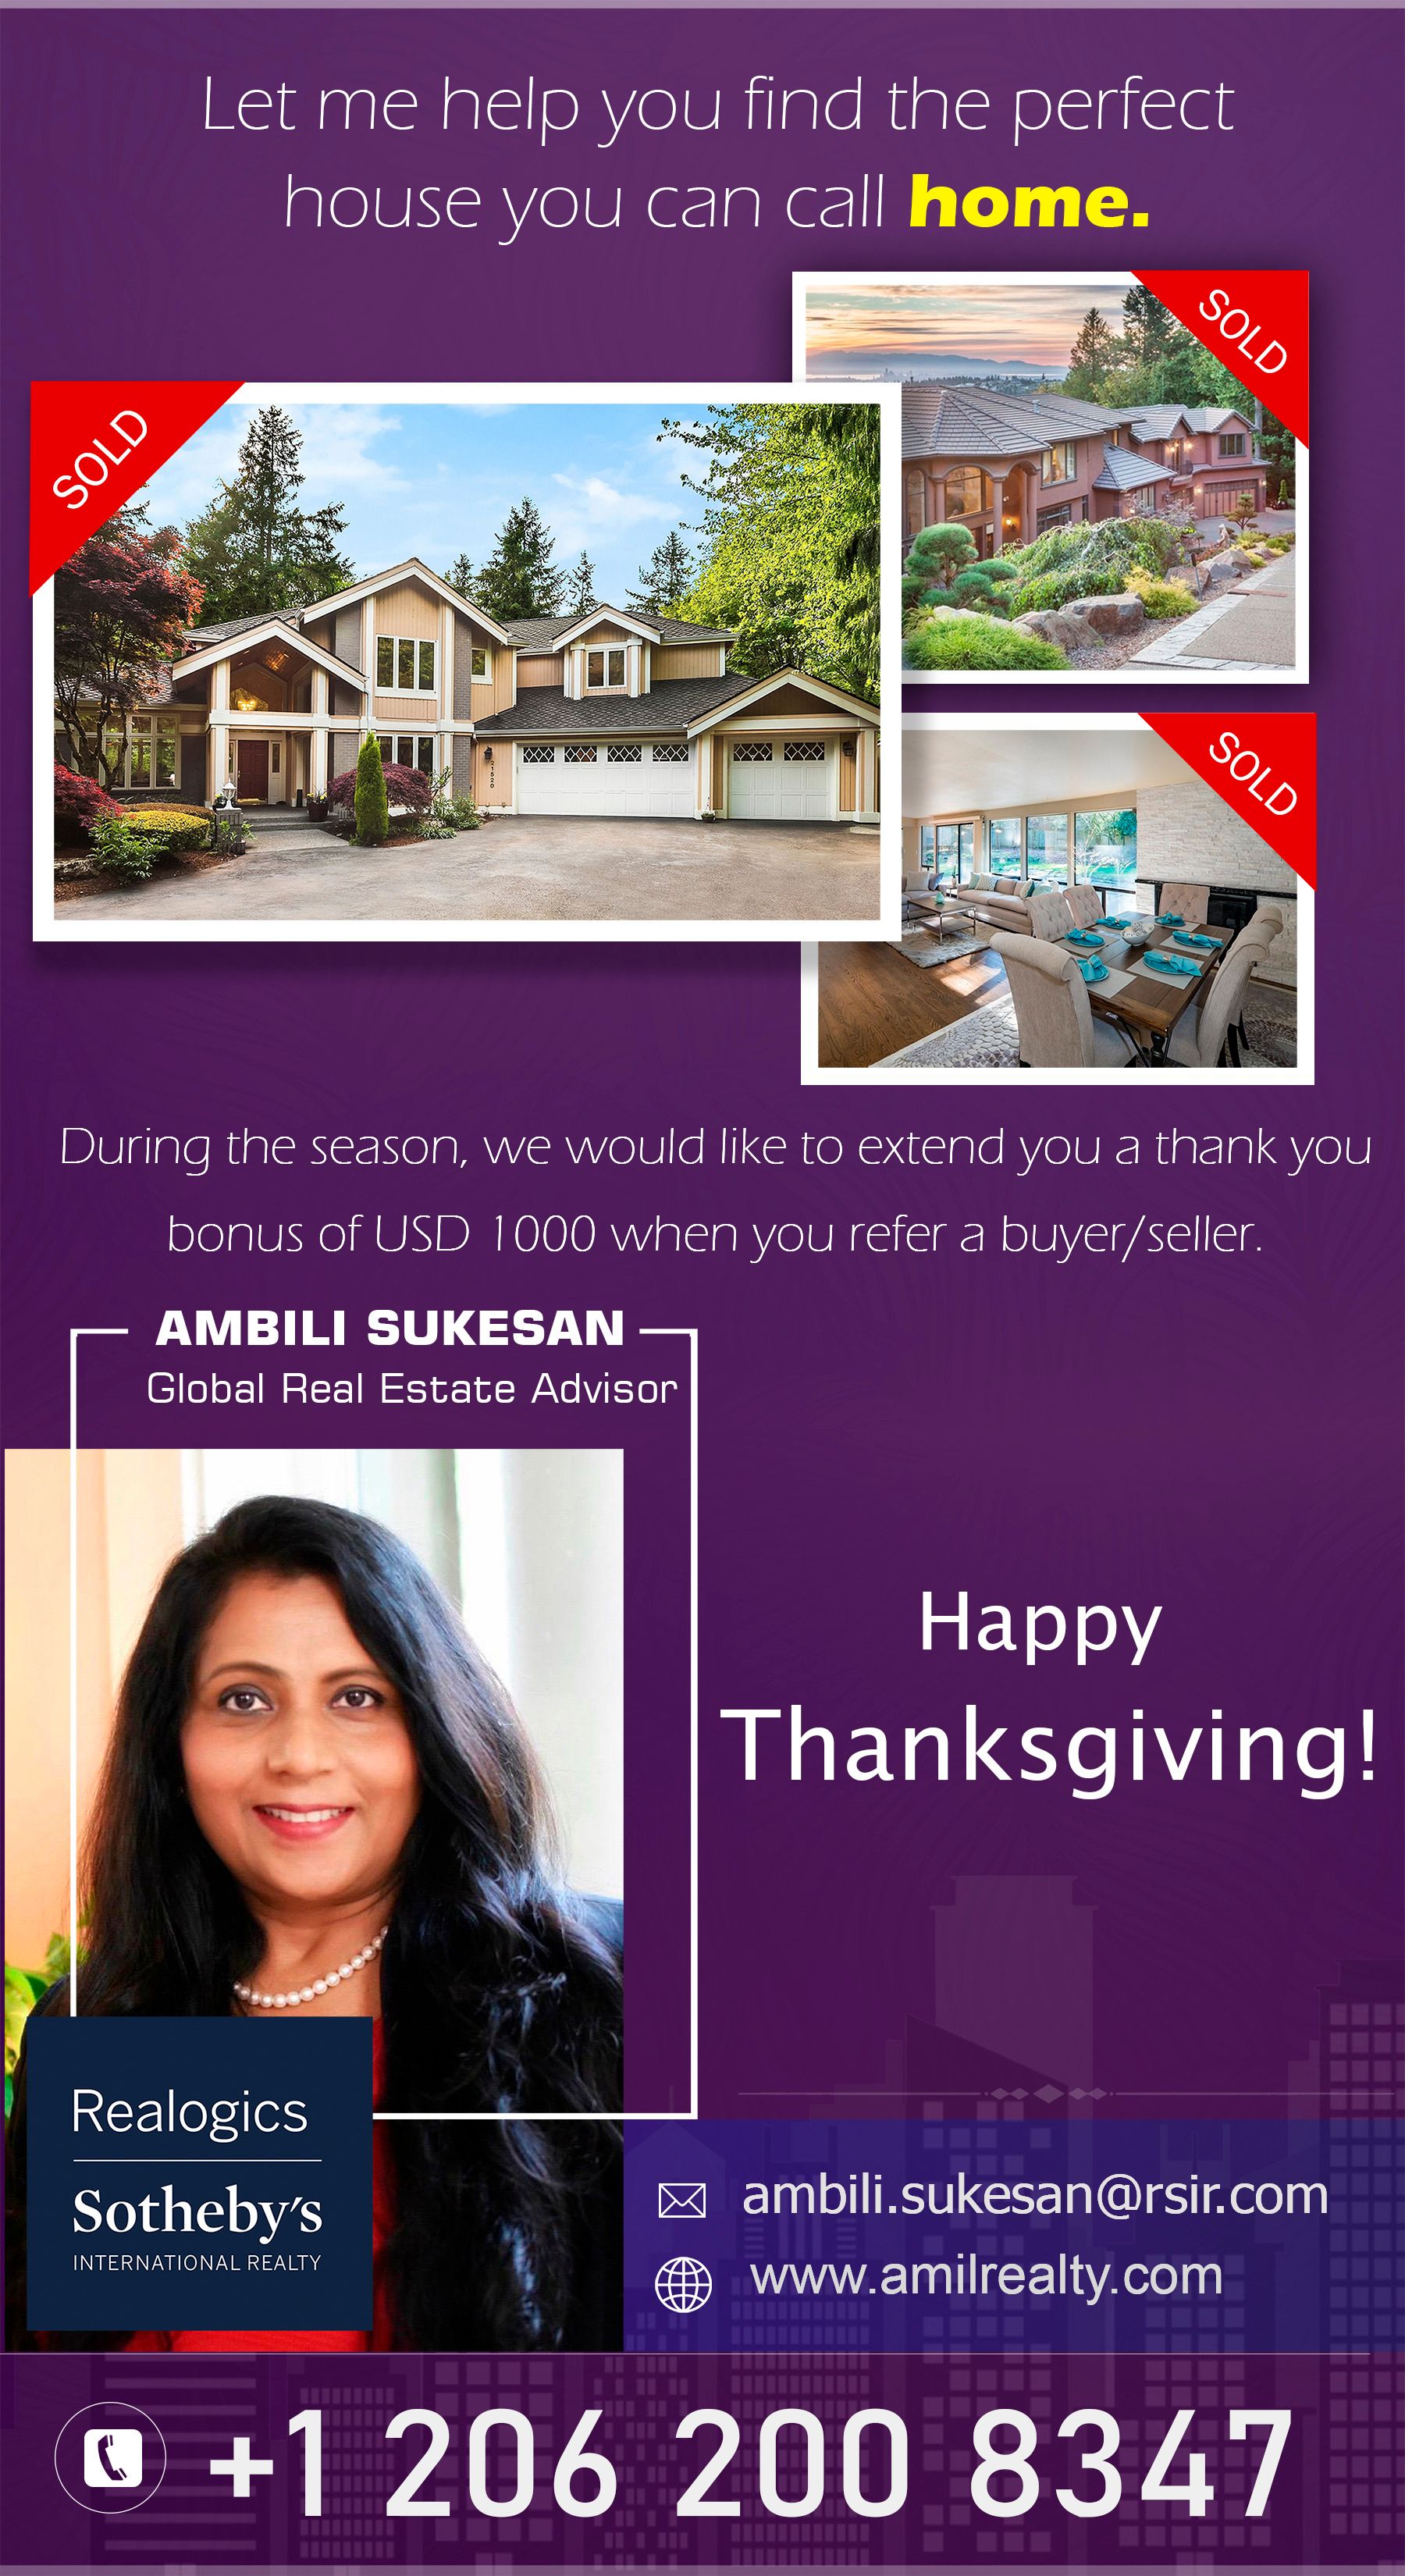 Let me help you find the perfect
house you can call home.
SOLD
SOLD
SOLD
21520
During the season, we would like to extend you a thank you
bonus of USD 1000 when you refer a buyer/seller.
AMBILI SUKESAN
Global Real Estate Advisor
Happy
Thanksgiving!
Realogics
Sotheby's
INTERNATIONAL REALTY
ambili.sukesan@rsir.com
www.amilrealty.com
+1 206 200 8347